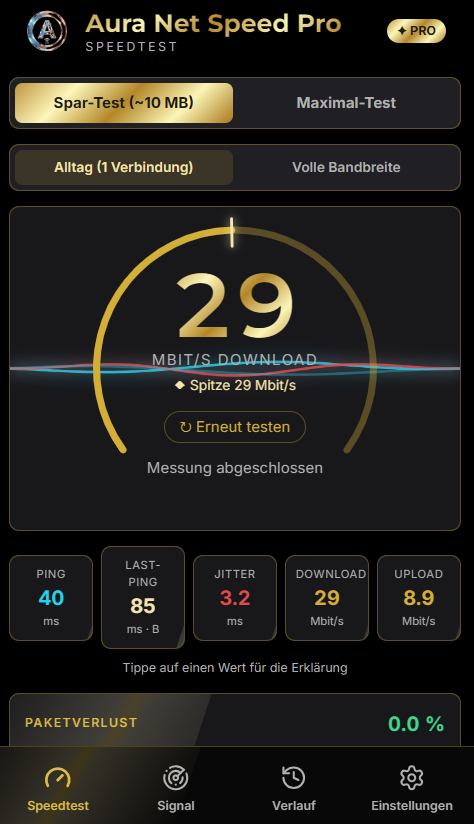 Aura Net Speed Pro
SPEEDTEST
✦ PRO
Spar-Test (~10 MB)
Maximal-Test
Alltag (1 Verbindung)
Volle Bandbreite
29
MBIT/S DOWNLOAD
◆ Spitze 29 Mbit/s
↻ Erneut testen
Messung abgeschlossen
PING
40
ms
LAST-
PING
85
ms · B
JITTER
3.2
ms
DOWNLOAD
29
Mbit/s
UPLOAD
8.9
Mbit/s
Tippe auf einen Wert für die Erklärung
PAKETVERLUST
0.0 %
Speedtest
Signal
Verlauf
Einstellungen